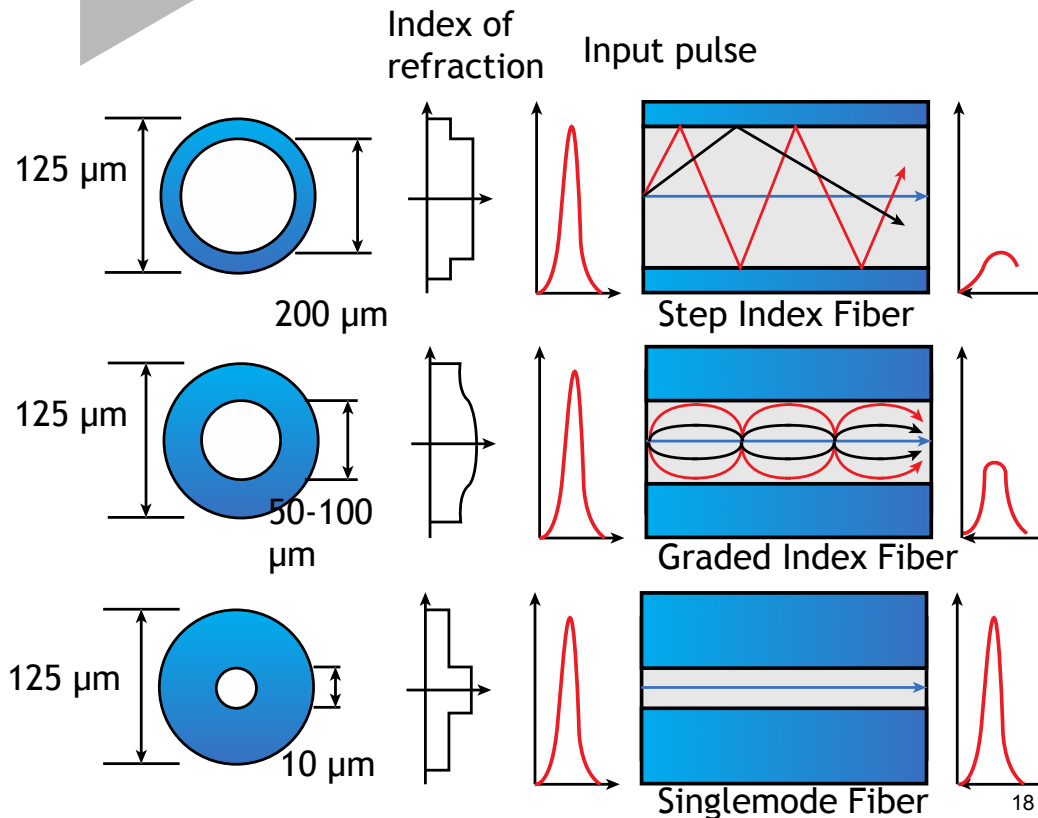 Index of
refraction
Input pulse
125 µm
200 µm
Step Index Fiber
125 µm
50-100
µm
Graded Index Fiber
125 µm
10 µm
Singlemode Fiber
18